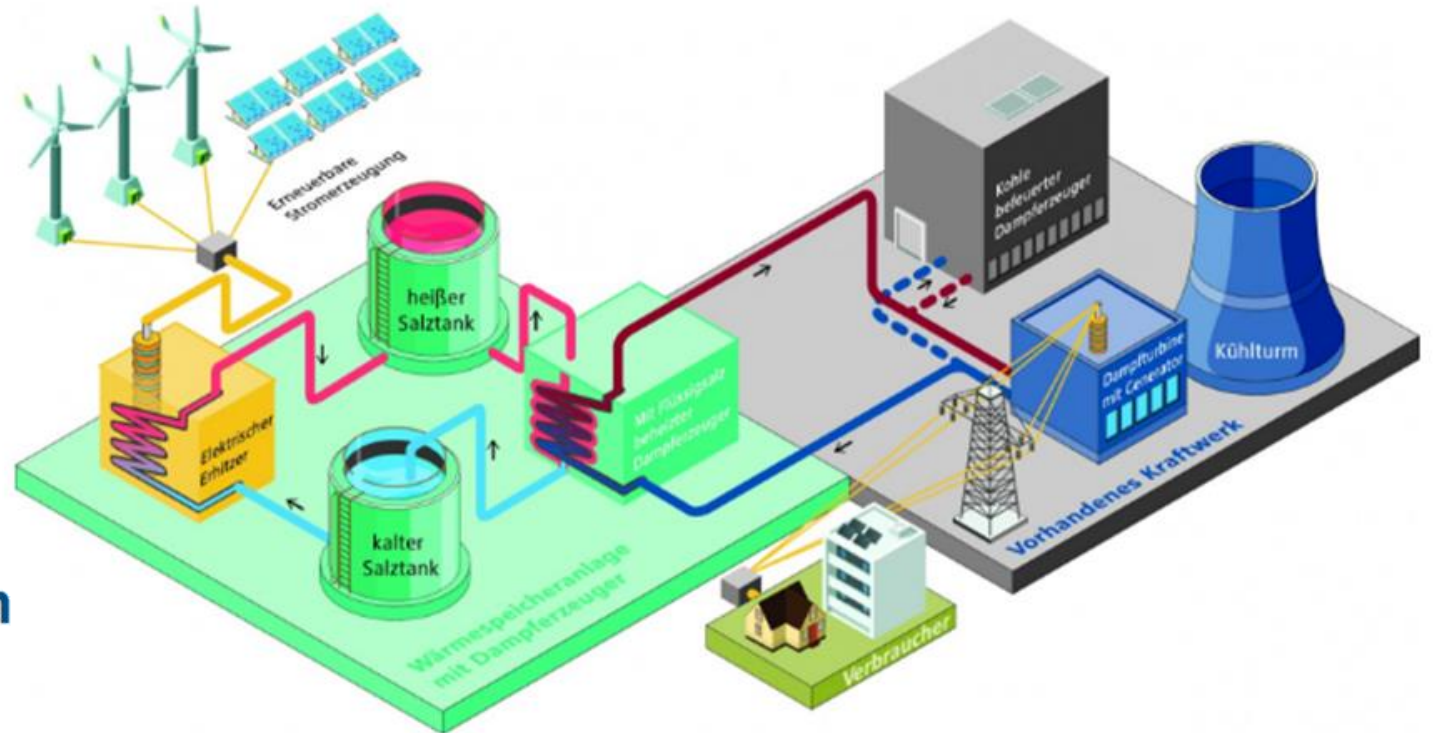 Erneuerbare
Stromerzeugung
heißer
Salztank
Elektrischer
Erhitzer
kalter
Salztank
Mit Flüssigsalz
beheizter
Dampferzeuger
Wärmespeicheranlage
mit Dampferzeuger
Kohle
befeuerter
Dampferzeuger
Dampfturbine
mit Generator
Kühlturm
Vorhandenes Kraftwerk
Verbraucher
n